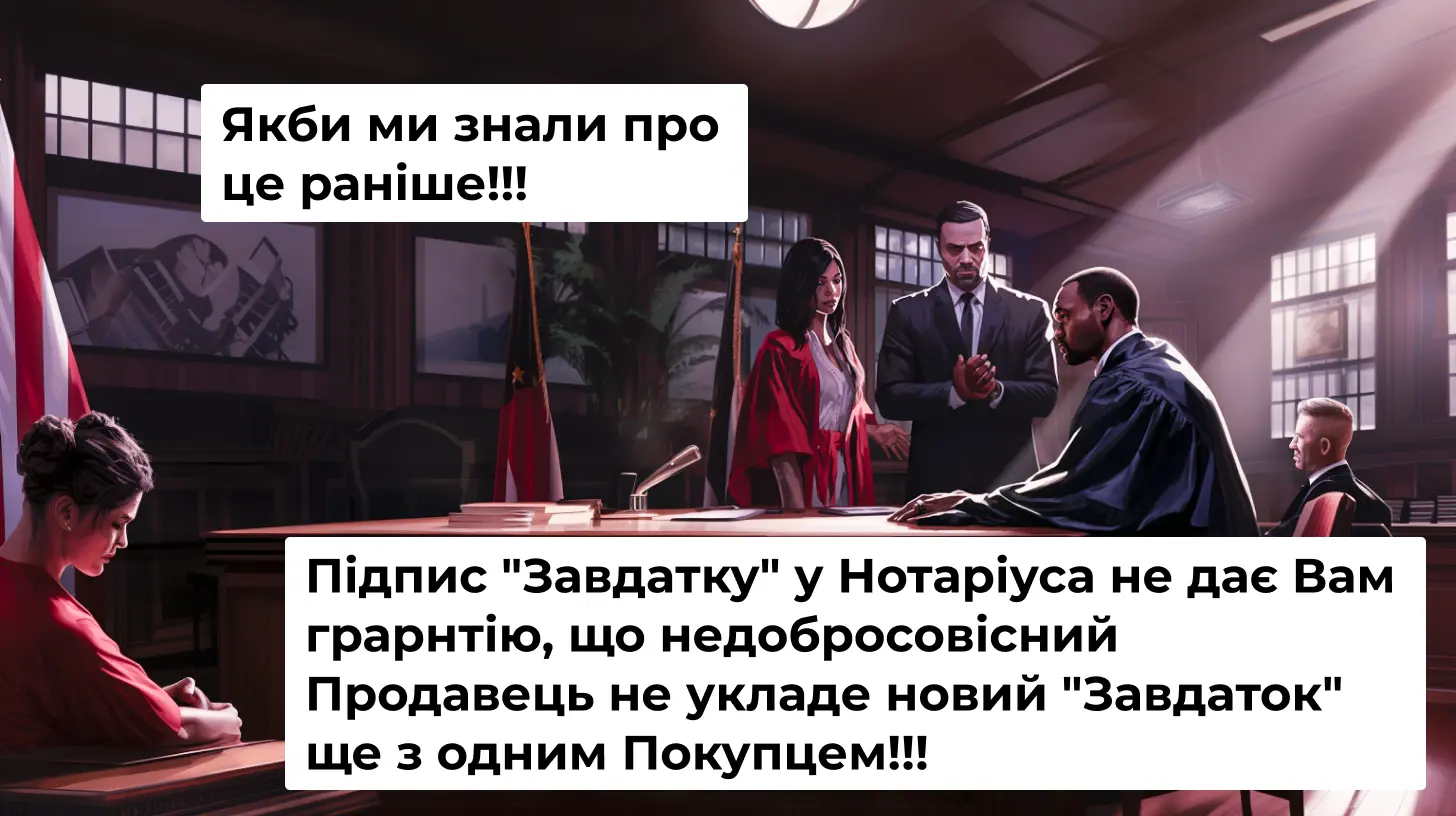 Якби ми знали про
це раніше!!!
Підпис "Завдатку" у Нотаріуса не дає Вам
грарнтію, що недобросовісний
Продавець не укладе новий "Завдаток"
ще з одним Покупцем!!!